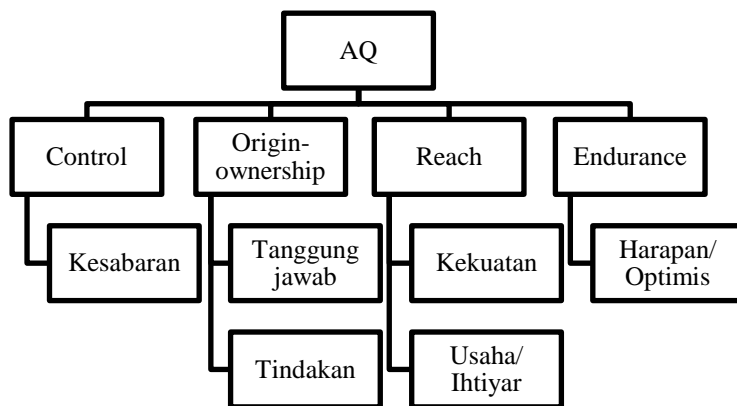 AQ
Control
Origin-
ownership
Reach
Endurance
Kesabaran
Tanggung
jawab
Kekuatan
Harapan/
Optimis
Tindakan
Usaha/
Ihtiyar